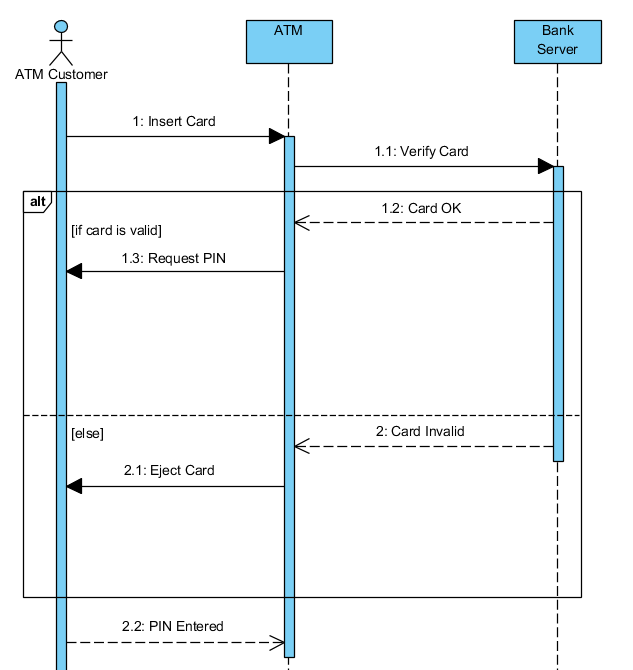 ATM Customer
ATM
Bank
Server
1: Insert Card
1.1: Verify Card
alt
1.2: Card OK
[if card is valid]
1.3: Request PIN
[else]
2: Card Invalid
2.1: Eject Card
2.2: PIN Entered